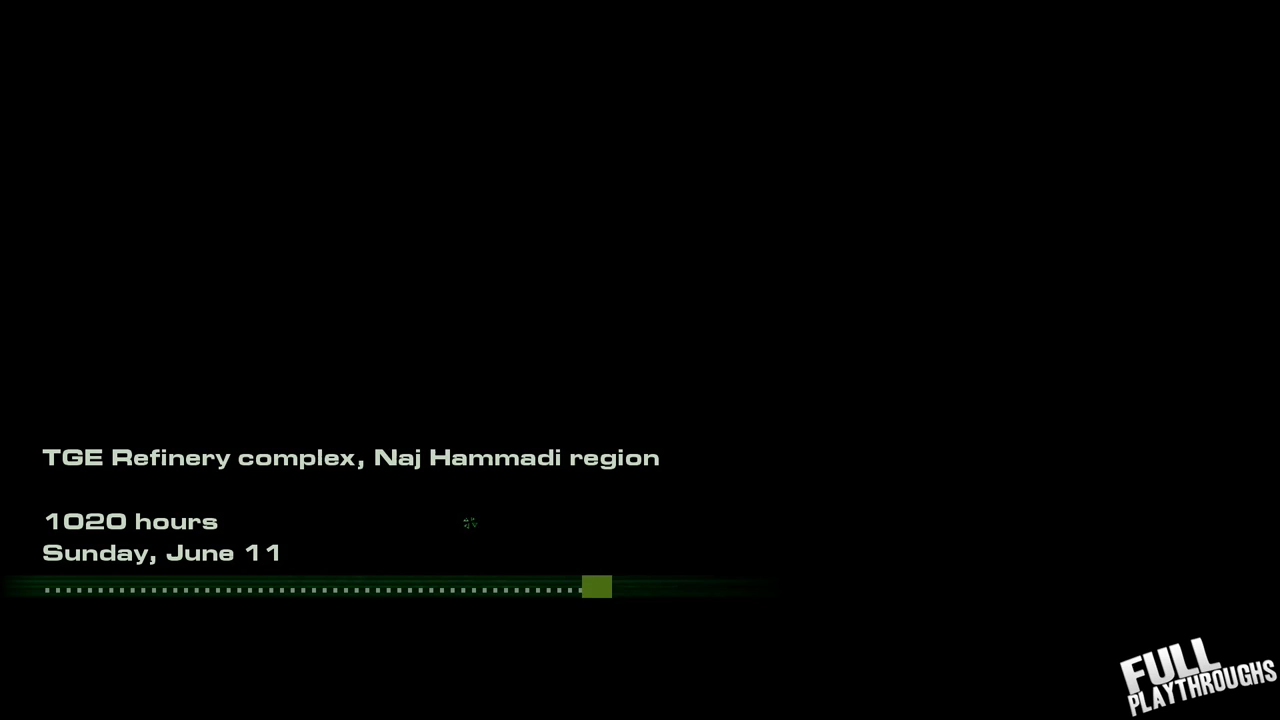 TGE Refinery complex, Naj Hammadi region
1020 hours
Sunday, June 11
FULL
PLAYTHROUGHS